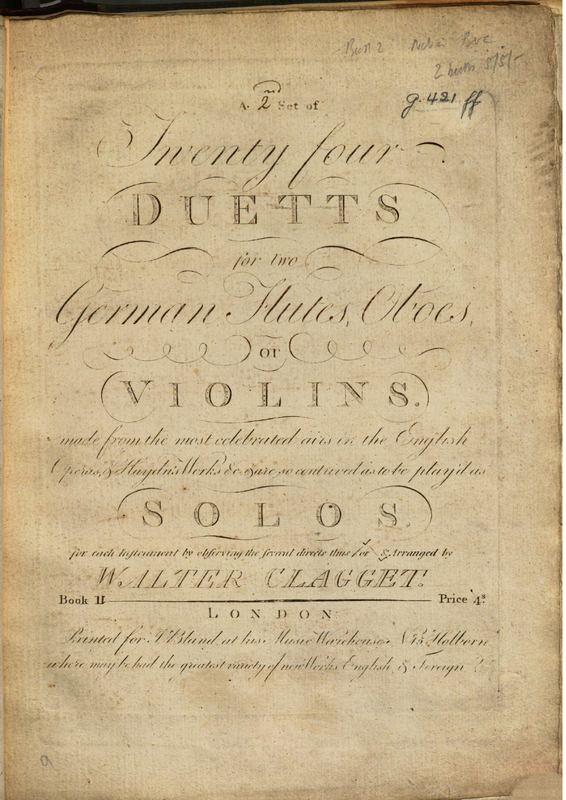 g. 421 ff
A 2nd Set of
Twenty four
DUETTS
for two
German Flutes, Oboes,
or
VIOLINS.
made from the most celebrated airs in the English
Operas, & Haydn's Works &c & are so contrived as to be play'd as
SOLOS.
for each Instrument by observing the several directs thus or & Arranged by
WALTER CLAGGET.
Book II Price 4s
LONDON
Printed for J. Bland at his Music Warehouse No 45 Holborn
where may be had the greatest variety of new Works English & Foreign